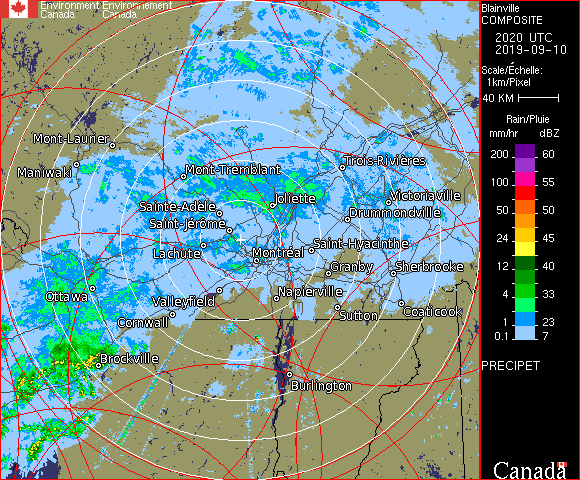 Environment Environnement
Canada Canada
Blainville
COMPOSITE
2020 UTC
2019-09-10
Scale/Échelle:
1km/Pixel
40 KM
Rain/Pluie
mm/hr dBZ
200 60
100 55
50 50
24 45
12 40
4 33
1 23
0.1 7
PRECIPET
Canada
Mont-Laurier
Maniwaki
Mont-Tremblant
Trois-Rivières
Sainte-Adèle
Joliette
Victoriaville
Drummondville
Saint-Jérôme
Lachute
Montréal
Saint-Hyacinthe
Granby
Sherbrooke
Ottawa
Valleyfield
Napierville
Cornwall
Sutton
Coaticook
Brockville
Burlington